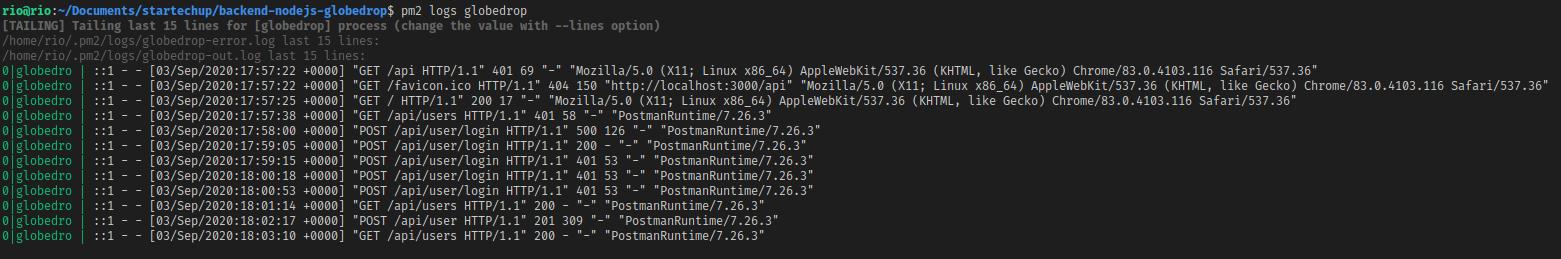 rio@rio:~/Documents/startechup/backend-nodejs-globedrop$ pm2 logs globedrop
[TAILING] Tailing last 15 lines for [globedrop] process (change the value with --lines option)
/home/rio/.pm2/logs/globedrop-error.log last 15 lines:
/home/rio/.pm2/logs/globedrop-out.log last 15 lines:
0|globedro | ::1 - - [03/Sep/2020:17:57:22 +0000] "GET /api HTTP/1.1" 401 69 "-" "Mozilla/5.0 (X11; Linux x86_64) AppleWebKit/537.36 (KHTML, like Gecko) Chrome/83.0.4103.116 Safari/537.36"
0|globedro | ::1 - - [03/Sep/2020:17:57:22 +0000] "GET /favicon.ico HTTP/1.1" 404 150 "http://localhost:3000/api" "Mozilla/5.0 (X11; Linux x86_64) AppleWebKit/537.36 (KHTML, like Gecko) Chrome/83.0.4103.116 Safari/537.36"
0|globedro | ::1 - - [03/Sep/2020:17:57:25 +0000] "GET / HTTP/1.1" 200 17 "-" "Mozilla/5.0 (X11; Linux x86_64) AppleWebKit/537.36 (KHTML, like Gecko) Chrome/83.0.4103.116 Safari/537.36"
0|globedro | ::1 - - [03/Sep/2020:17:57:38 +0000] "GET /api/users HTTP/1.1" 401 58 "-" "PostmanRuntime/7.26.3"
0|globedro | ::1 - - [03/Sep/2020:17:58:00 +0000] "POST /api/user/login HTTP/1.1" 500 126 "-" "PostmanRuntime/7.26.3"
0|globedro | ::1 - - [03/Sep/2020:17:59:05 +0000] "POST /api/user/login HTTP/1.1" 200 - "-" "PostmanRuntime/7.26.3"
0|globedro | ::1 - - [03/Sep/2020:17:59:15 +0000] "POST /api/user/login HTTP/1.1" 401 53 "-" "PostmanRuntime/7.26.3"
0|globedro | ::1 - - [03/Sep/2020:18:00:18 +0000] "POST /api/user/login HTTP/1.1" 401 53 "-" "PostmanRuntime/7.26.3"
0|globedro | ::1 - - [03/Sep/2020:18:00:53 +0000] "POST /api/user/login HTTP/1.1" 401 53 "-" "PostmanRuntime/7.26.3"
0|globedro | ::1 - - [03/Sep/2020:18:01:14 +0000] "GET /api/users HTTP/1.1" 200 - "-" "PostmanRuntime/7.26.3"
0|globedro | ::1 - - [03/Sep/2020:18:02:17 +0000] "POST /api/user HTTP/1.1" 201 309 "-" "PostmanRuntime/7.26.3"
0|globedro | ::1 - - [03/Sep/2020:18:03:10 +0000] "GET /api/users HTTP/1.1" 200 - "-" "PostmanRuntime/7.26.3"